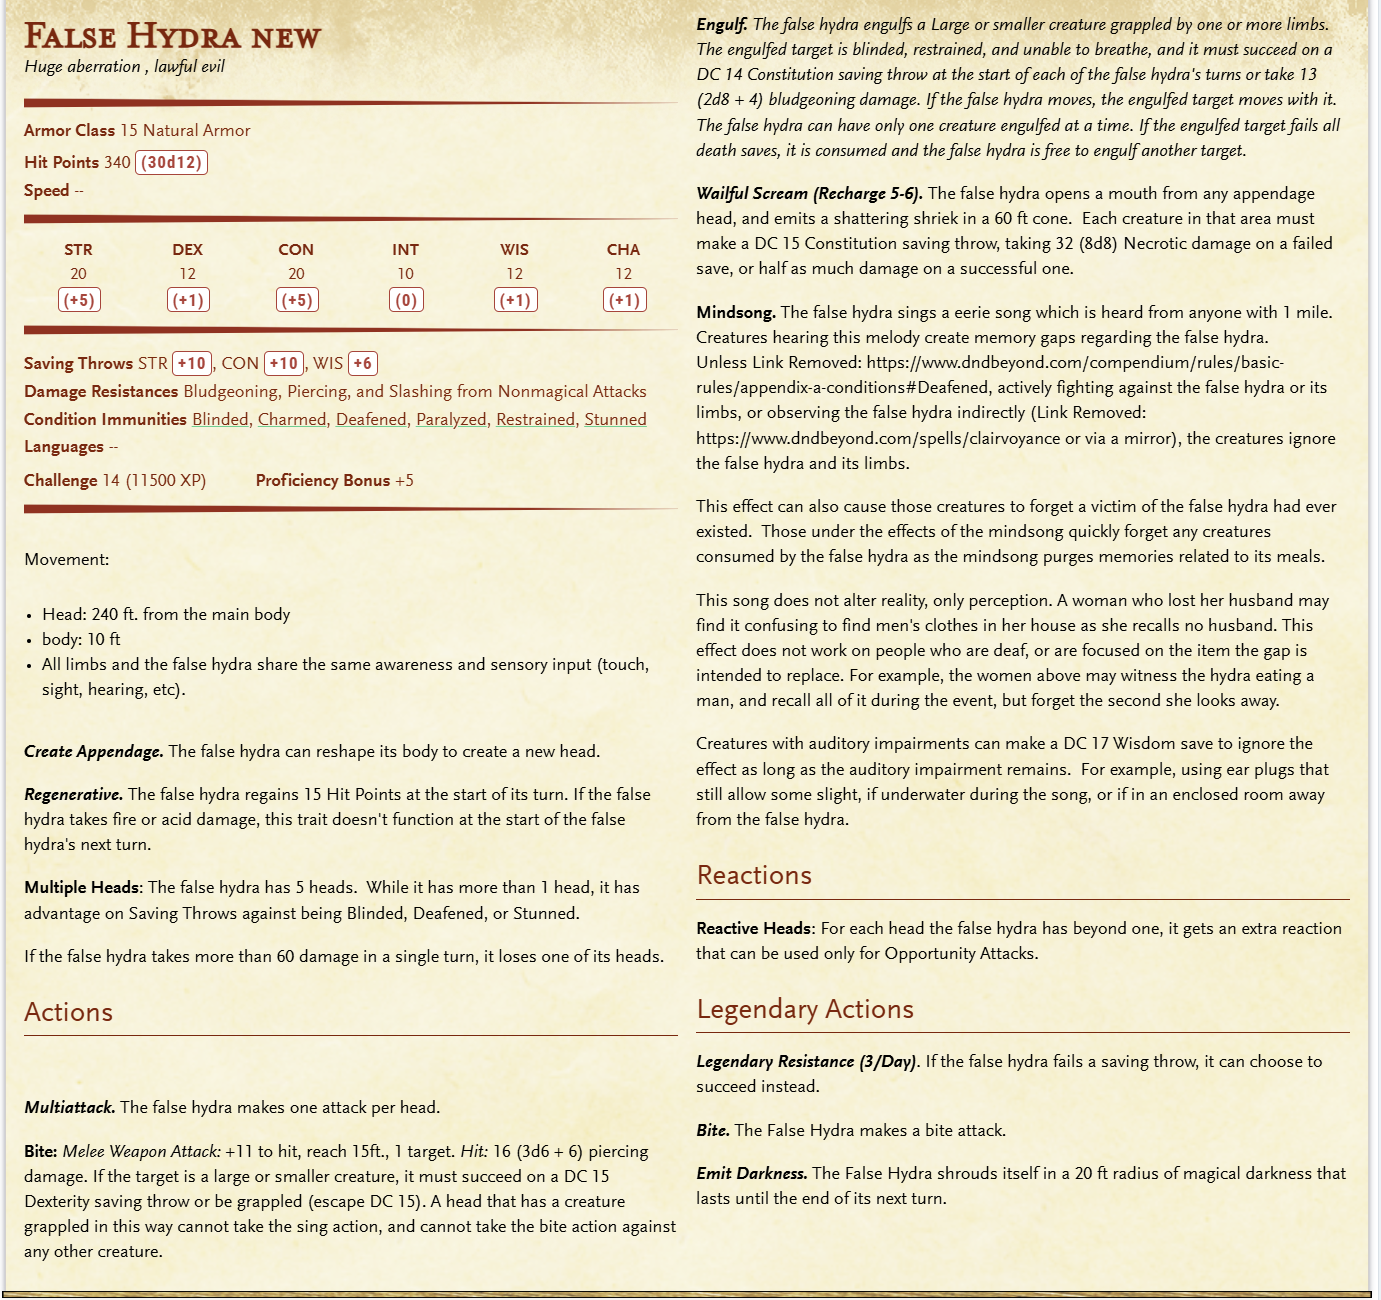 False Hydra new
Huge aberration , lawful evil
Armor Class 15 Natural Armor
Hit Points 340 (30d12)
Speed --
STR DEX CON INT WIS CHA
20 12 20 10 12 12
(+5) (+1) (+5) (0) (+1) (+1)
Saving Throws STR +10, CON +10, WIS +6
Damage Resistances Bludgeoning, Piercing, and Slashing from Nonmagical Attacks
Condition Immunities Blinded, Charmed, Deafened, Paralyzed, Restrained, Stunned
Languages --
Challenge 14 (11500 XP) Proficiency Bonus +5
Movement:
• Head: 240 ft. from the main body
• body: 10 ft
• All limbs and the false hydra share the same awareness and sensory input (touch,
sight, hearing, etc).
Create Appendage. The false hydra can reshape its body to create a new head.
Regenerative. The false hydra regains 15 Hit Points at the start of its turn. If the false
hydra takes fire or acid damage, this trait doesn't function at the start of the false
hydra's next turn.
Multiple Heads: The false hydra has 5 heads.  While it has more than 1 head, it has
advantage on Saving Throws against being Blinded, Deafened, or Stunned.
If the false hydra takes more than 60 damage in a single turn, it loses one of its heads.
Actions
Multiattack. The false hydra makes one attack per head.
Bite: Melee Weapon Attack: +11 to hit, reach 15ft., 1 target. Hit: 16 (3d6 + 6) piercing
damage. If the target is a large or smaller creature, it must succeed on a DC 15
Dexterity saving throw or be grappled (escape DC 15). A head that has a creature
grappled in this way cannot take the sing action, and cannot take the bite action against
any other creature.
Engulf. The false hydra engulfs a Large or smaller creature grappled by one or more limbs.
The engulfed target is blinded, restrained, and unable to breathe, and it must succeed on a
DC 14 Constitution saving throw at the start of each of the false hydra's turns or take 13
(2d8 + 4) bludgeoning damage. If the false hydra moves, the engulfed target moves with it.
The false hydra can have only one creature engulfed at a time. If the engulfed target fails all
death saves, it is consumed and the false hydra is free to engulf another target.
Wailful Scream (Recharge 5-6). The false hydra opens a mouth from any appendage
head, and emits a shattering shriek in a 60 ft cone.  Each creature in that area must
make a DC 15 Constitution saving throw, taking 32 (8d8) Necrotic damage on a failed
save, or half as much damage on a successful one.
Mindsong. The false hydra sings a eerie song which is heard from anyone with 1 mile.
Creatures hearing this melody create memory gaps regarding the false hydra.
Unless Link Removed: https://www.dndbeyond.com/compendium/rules/basic-
rules/appendix-a-conditions#Deafened, actively fighting against the false hydra or its
limbs, or observing the false hydra indirectly (Link Removed:
https://www.dndbeyond.com/spells/clairvoyance or via a mirror), the creatures ignore
the false hydra and its limbs.
This effect can also cause those creatures to forget a victim of the false hydra had ever
existed.  Those under the effects of the mindsong quickly forget any creatures
consumed by the false hydra as the mindsong purges memories related to its meals.
This song does not alter reality, only perception. A woman who lost her husband may
find it confusing to find men's clothes in her house as she recalls no husband. This
effect does not work on people who are deaf, or are focused on the item the gap is
intended to replace. For example, the women above may witness the hydra eating a
man, and recall all of it during the event, but forget the second she looks away.
Creatures with auditory impairments can make a DC 17 Wisdom save to ignore the
effect as long as the auditory impairment remains.  For example, using ear plugs that
still allow some slight, if underwater during the song, or if in an enclosed room away
from the false hydra.
Reactions
Reactive Heads: For each head the false hydra has beyond one, it gets an extra reaction
that can be used only for Opportunity Attacks.
Legendary Actions
Legendary Resistance (3/Day). If the false hydra fails a saving throw, it can choose to
succeed instead.
Bite. The False Hydra makes a bite attack.
Emit Darkness. The False Hydra shrouds itself in a 20 ft radius of magical darkness that
lasts until the end of its next turn.